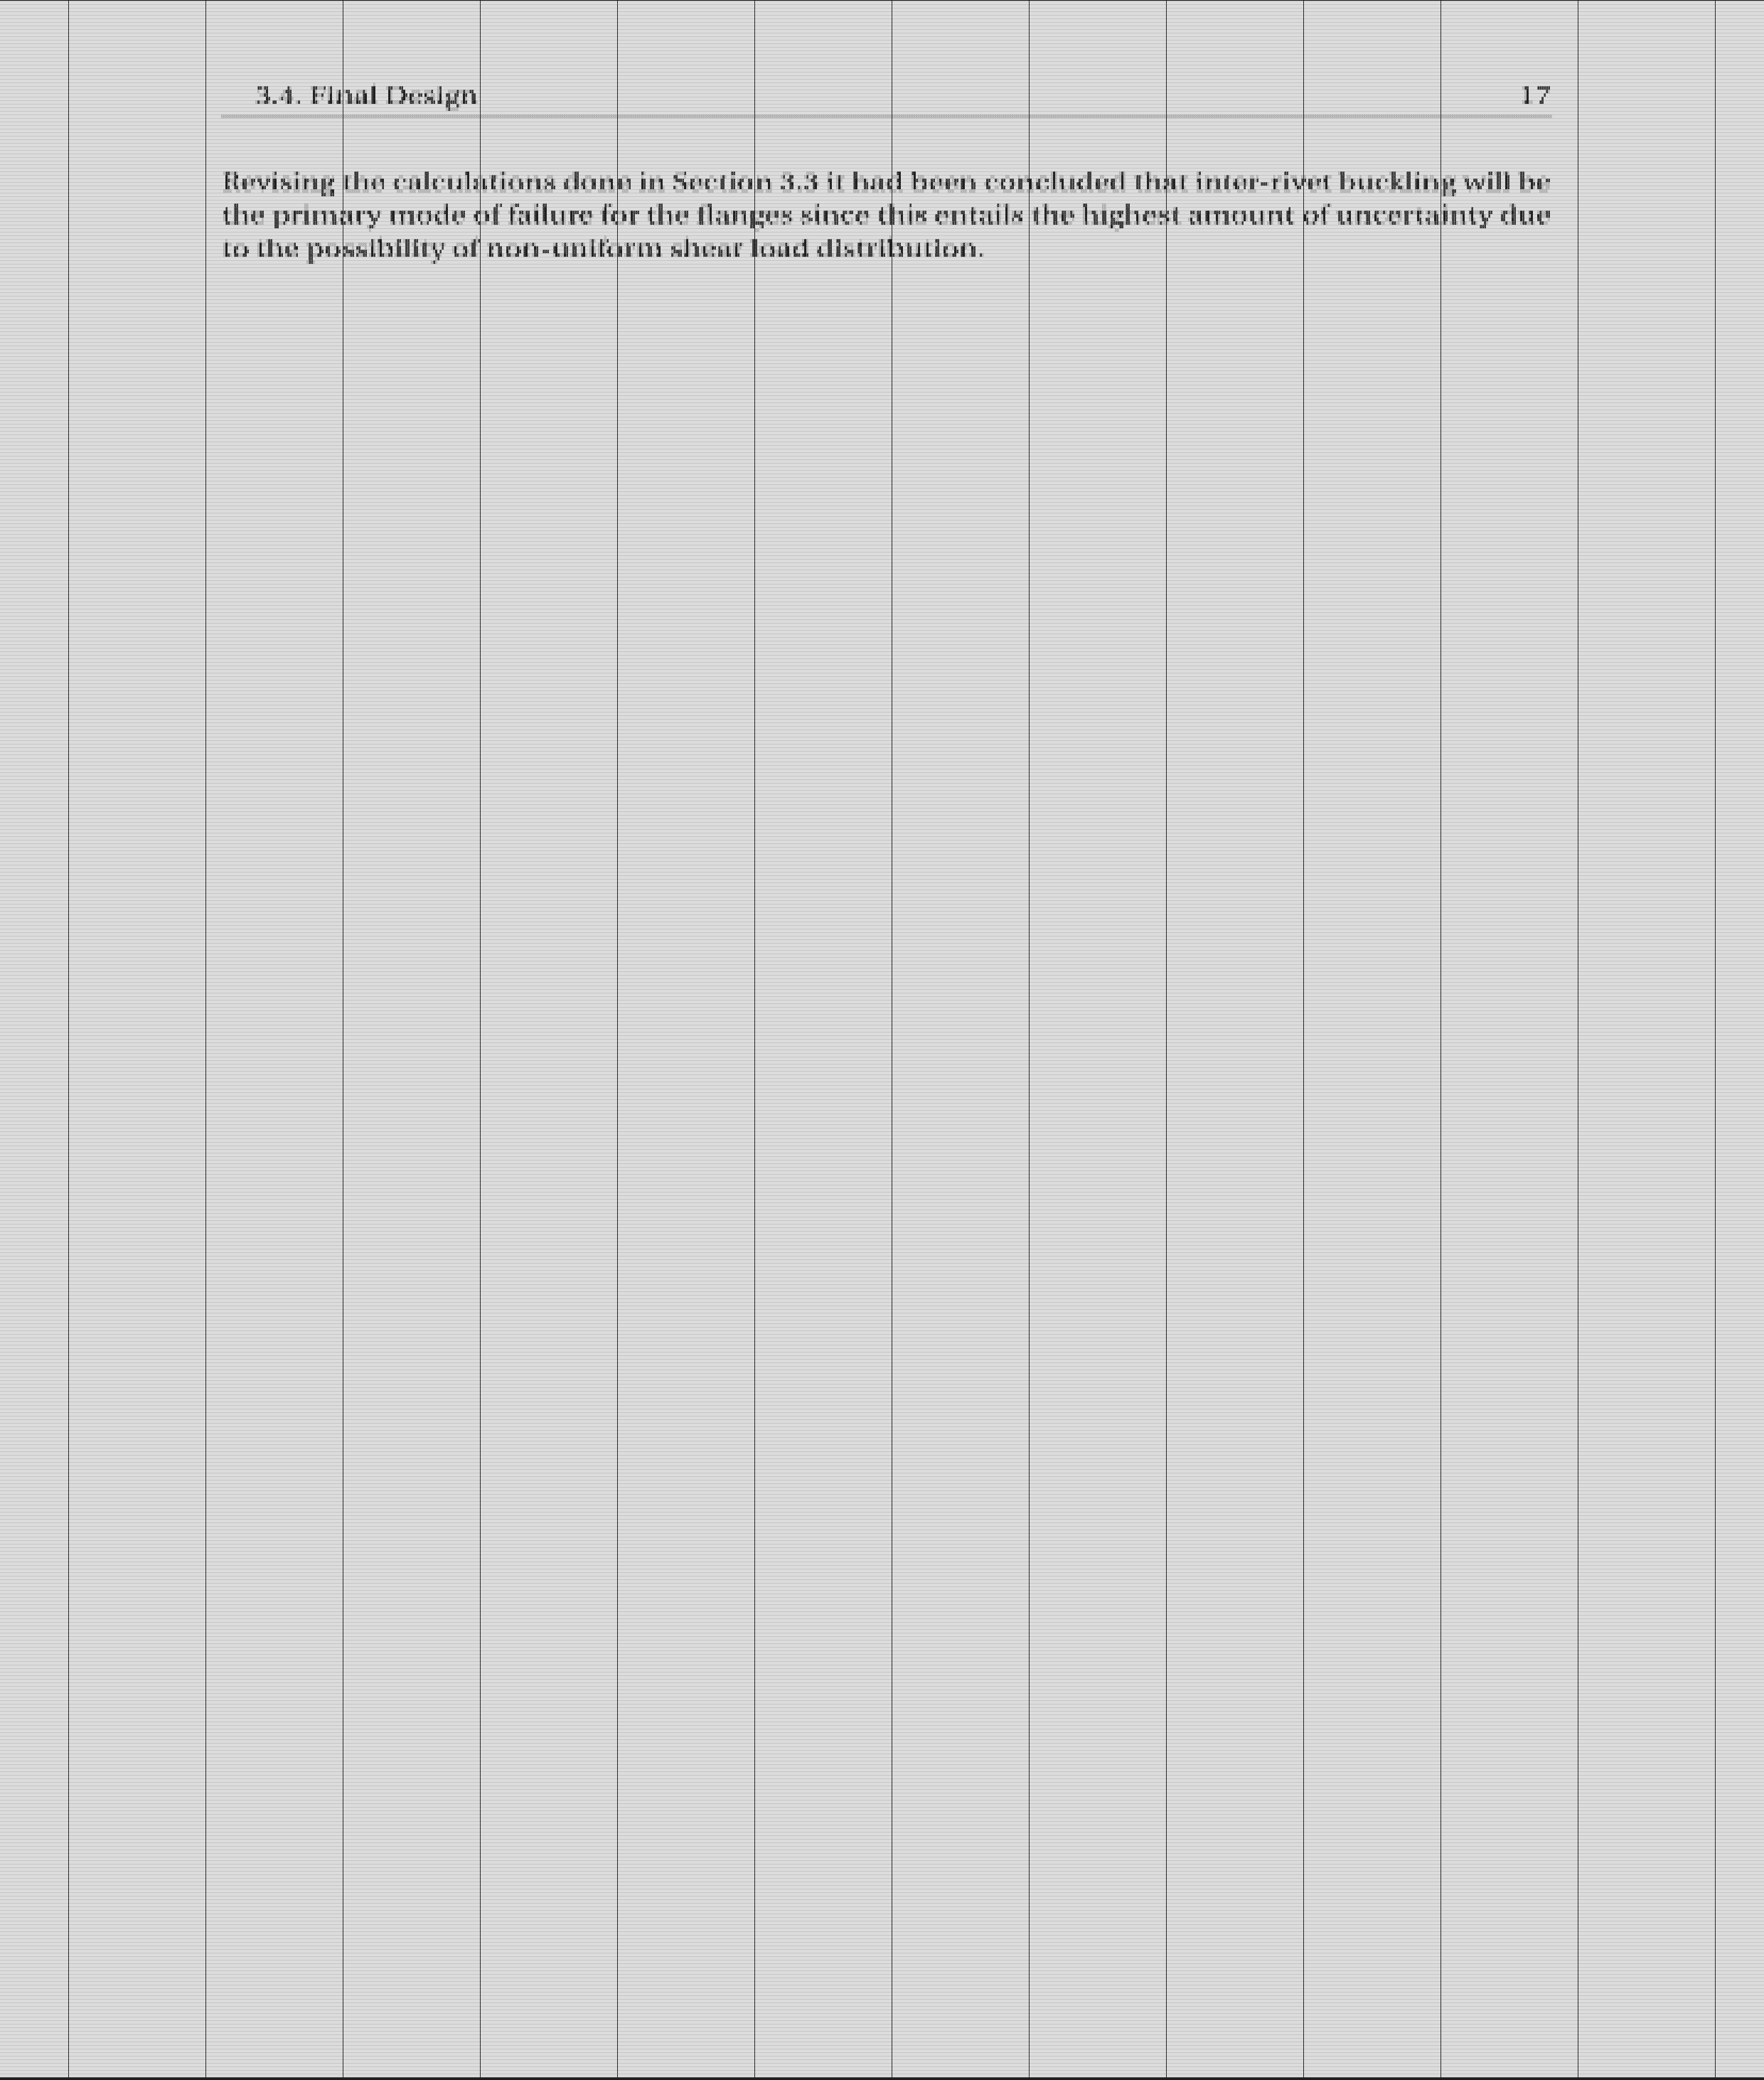 3.4. Final Design 17
Revising the calculations done in Section 3.3 it had been concluded that inter-rivet buckling will be
the primary mode of failure for the flanges since this entails the highest amount of uncertainty due
to the possibility of non-uniform shear load distribution.